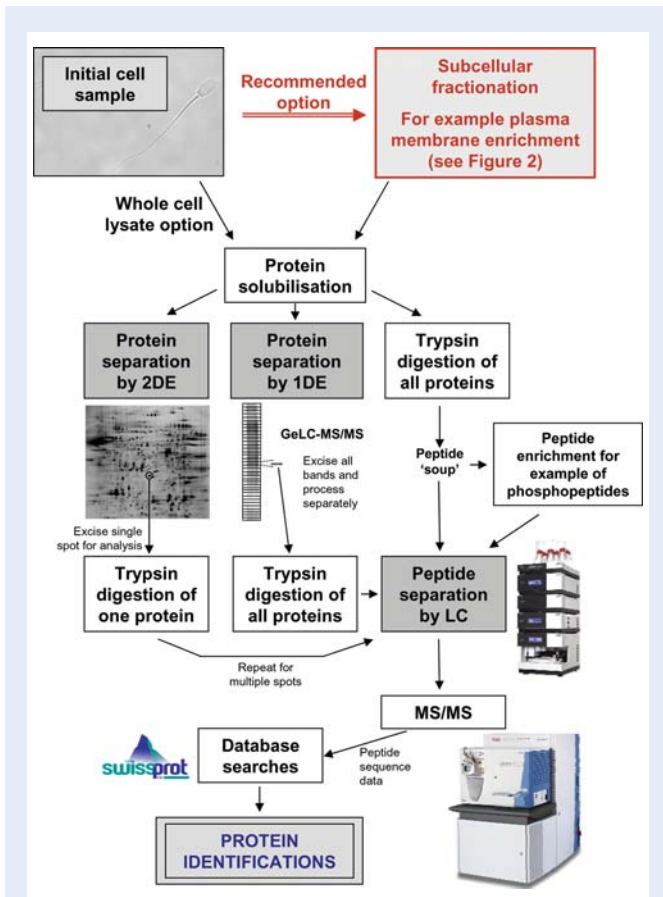 Initial cell
sample
Recommended
option
Subcellular
fractionation
For example plasma
membrane enrichment
(see Figure 2)
Whole cell
lysate option
Protein
solubilisation
Protein
separation
by 2DE
Protein
separation
by 1DE
Trypsin
digestion of
all proteins
GeLC-MS/MS
Excise all
bands and
process
separately
Peptide
‘soup’
Peptide
enrichment for
example of
phosphopeptides
Excise single
spot for analysis
Trypsin
digestion of
one protein
Trypsin
digestion of
all proteins
Peptide
separation
by LC
Repeat for
multiple spots
MS/MS
swissprot
Database
searches
Peptide
sequence
data
PROTEIN
IDENTIFICATIONS